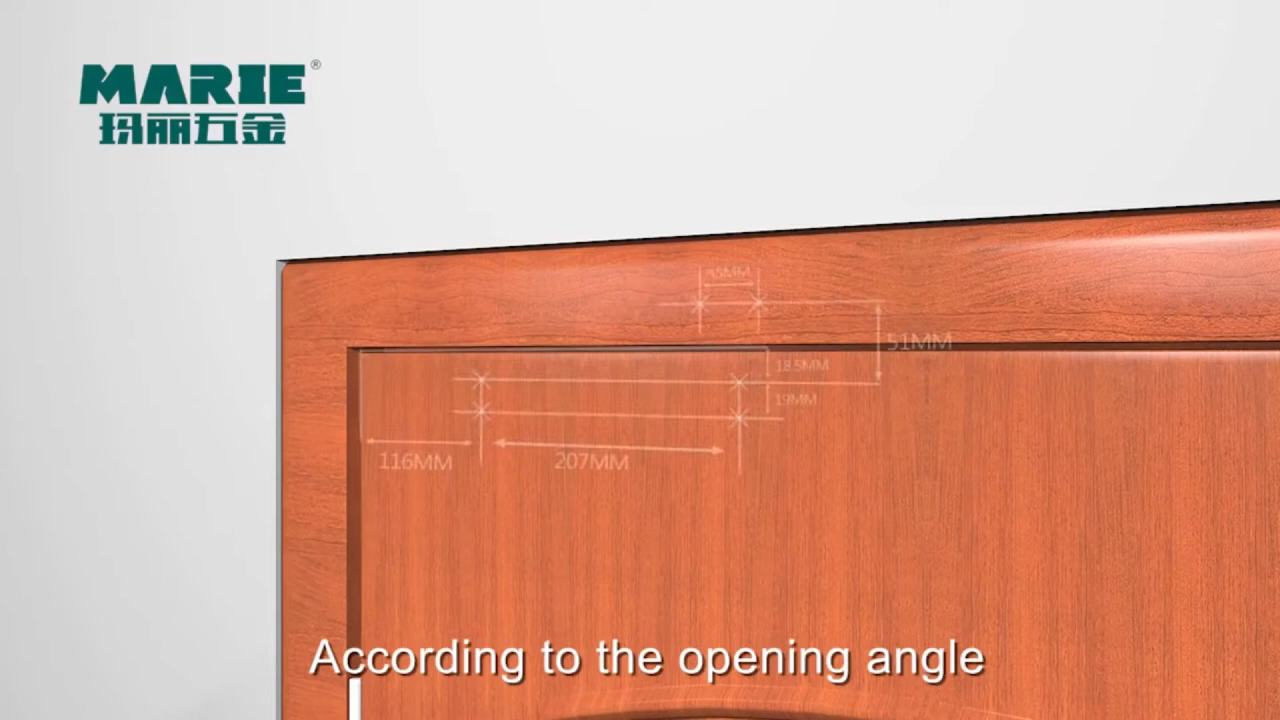 MARIE®
玛丽五金
51MM
18.5MM
19MM
116MM
207MM
According to the opening angle